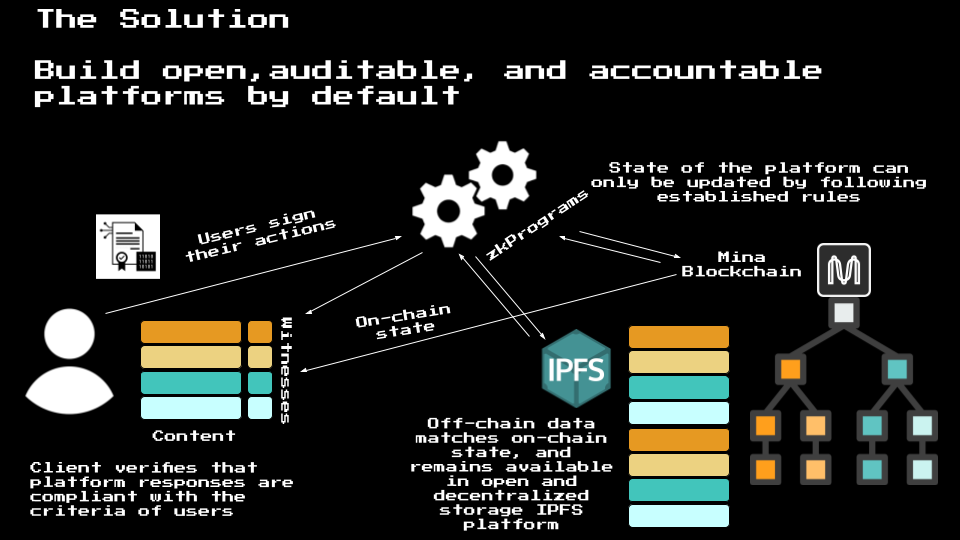 The Solution
Build open,auditable, and accountable
platforms by default
State of the platform can
only be updated by following
established rules
Users sign
their actions
zkPrograms
Mina
Blockchain
On-chain
state
Witnesses
IPFS
Content
Off-chain data
matches on-chain
state, and
remains available
in open and
decentralized
storage IPFS
platform
Client verifies that
platform responses are
compliant with the
criteria of users